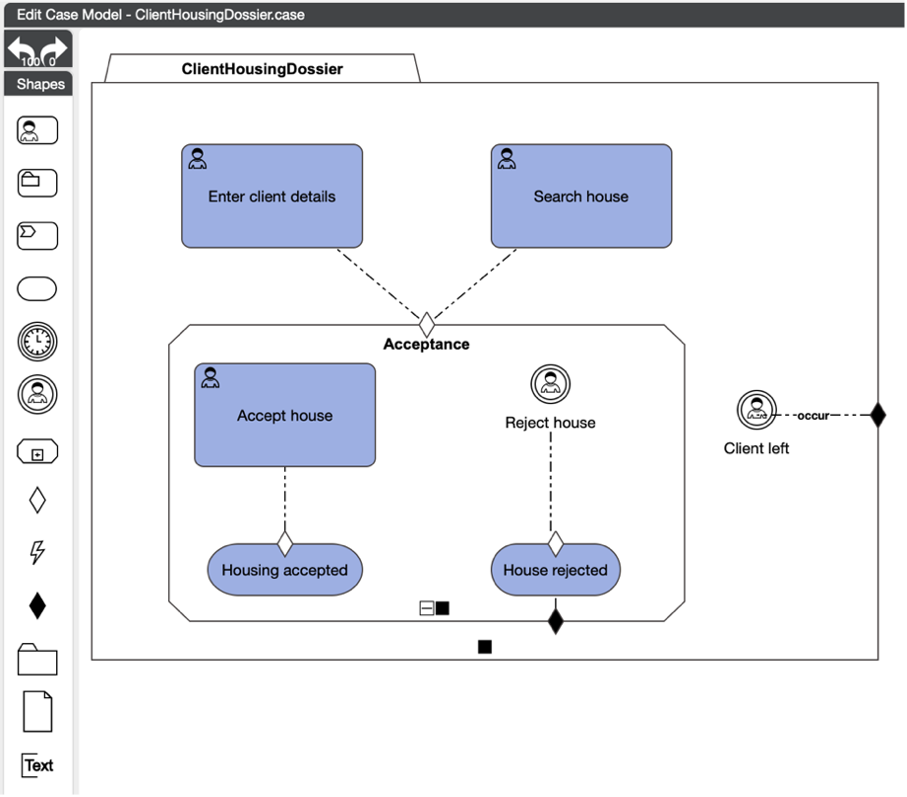 Edit Case Model - ClientHousingDossier.case
100 0
Shapes
ClientHousingDossier
Enter client details
Search house
Acceptance
Accept house
Reject house
occur
Client left
Housing accepted
House rejected
Text